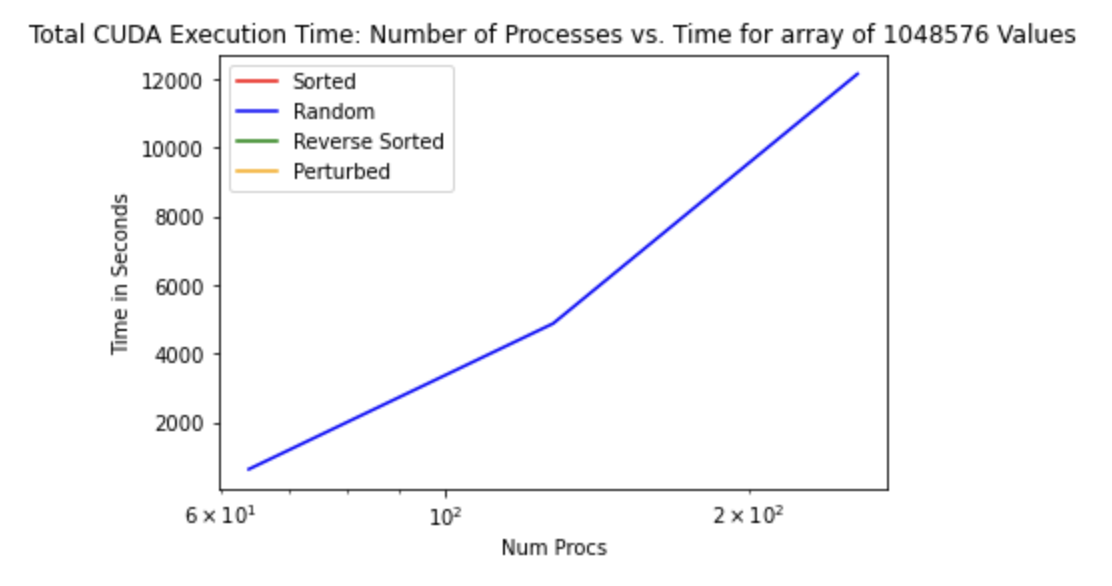 Total CUDA Execution Time: Number of Processes vs. Time for array of 1048576 Values
Sorted
Random
Reverse Sorted
Perturbed
12000
10000
8000
6000
4000
2000
Time in Seconds
6 × 10¹
10²
2 × 10²
Num Procs